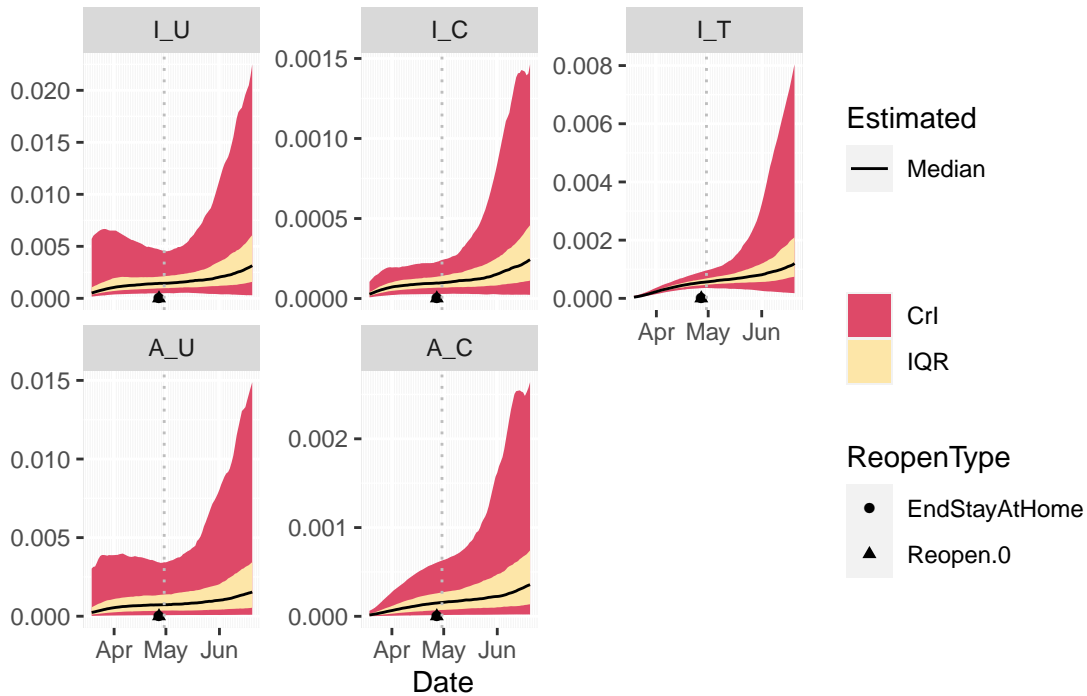 I_U
I_C
I_T
0.020
0.015
0.010
0.005
0.000
0.0015
0.0010
0.0005
0.0000
0.008
0.006
0.004
0.002
0.000
Apr May Jun
A_U
A_C
0.015
0.010
0.005
0.000
Apr May Jun
0.002
0.001
0.000
Apr May Jun
Date
Estimated
Median
CrI
IQR
ReopenType
EndStayAtHome
Reopen.0